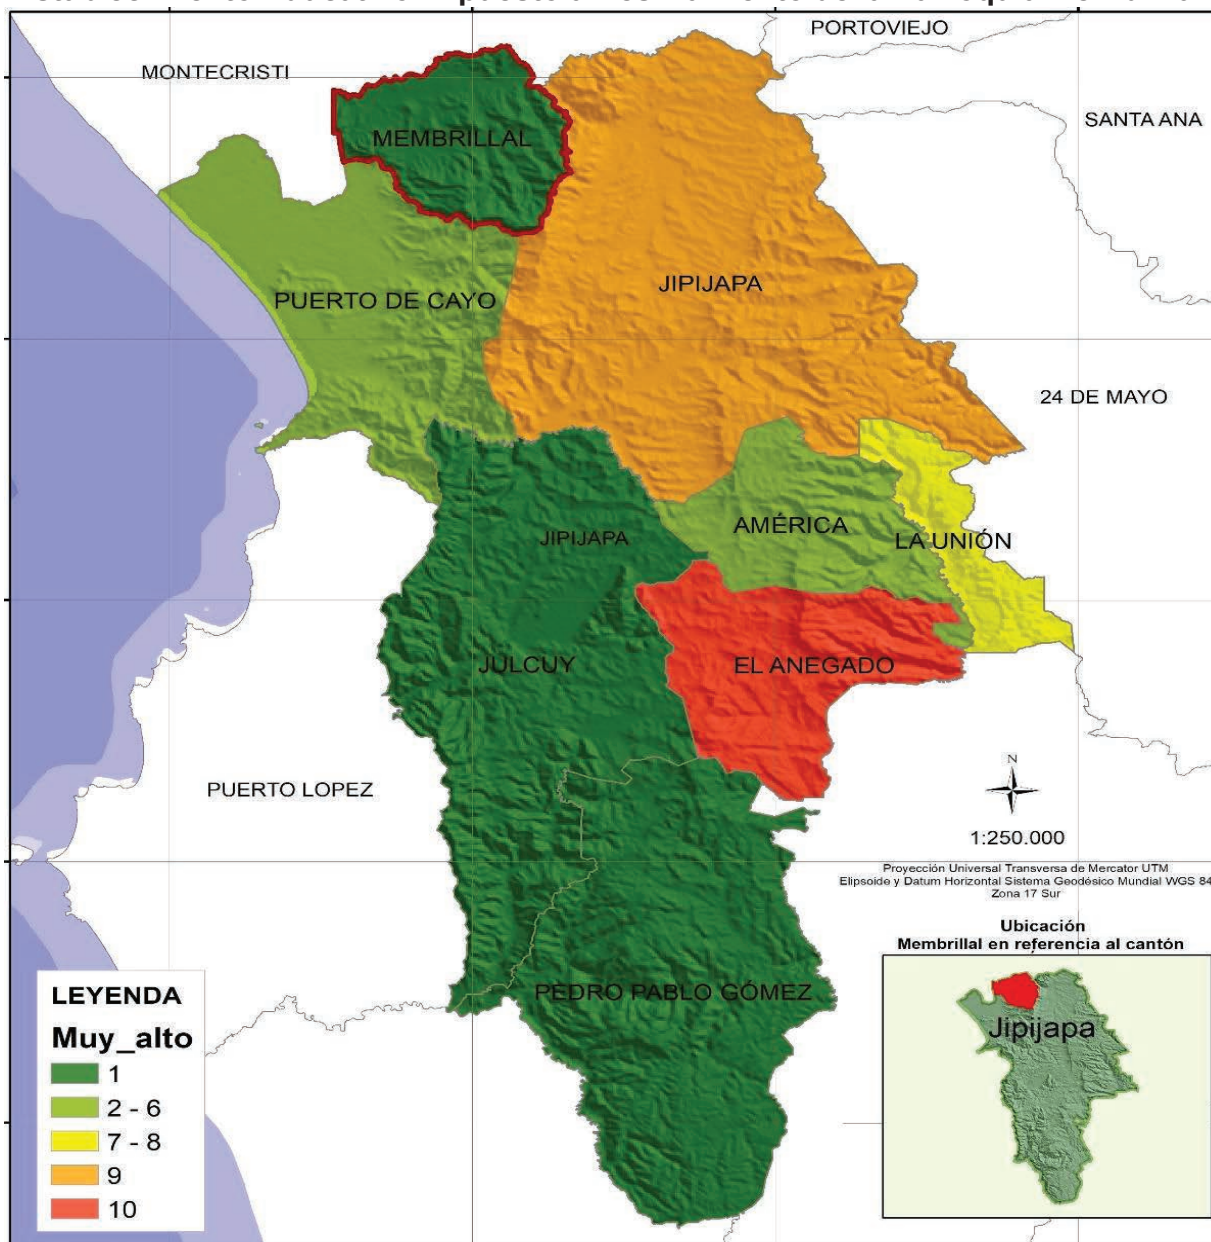 PORTOVIEJO
MONTECRISTI
SANTA ANA
MEMBRILLAL
JIPIJAPA
PUERTO DE CAYO
24 DE MAYO
AMÉRICA
JIPIJAPA
LA UNIÓN
JULCUY
EL ANEGADO
PUERTO LOPEZ
N
1:250.000
Proyección Universal Transversa de Mercator UTM
Elipsoide y Datum Horizontal Sistema Geodésico Mundial WGS 84
Zona 17 Sur
Ubicación
Membrillal en referencia al cantón
Jipijapa
PEDRO PABLO GÓMEZ
LEYENDA
Muy_alto
1
2 - 6
7 - 8
9
10